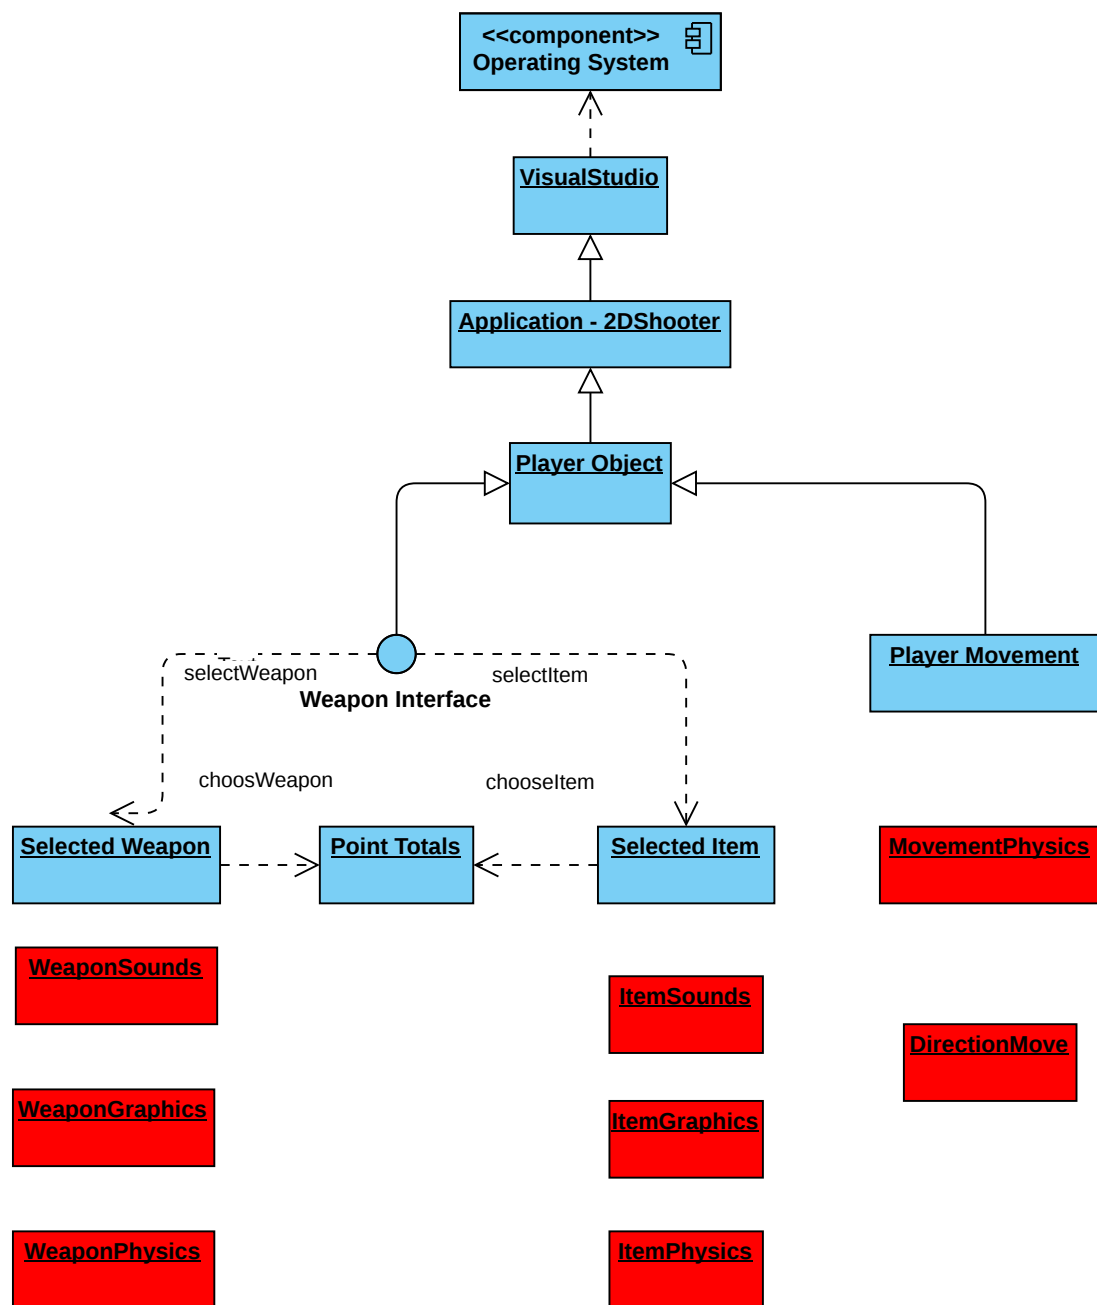 <<component>>
Operating System
VisualStudio
Application - 2DShooter
Player Object
selectWeapon
selectItem
Weapon Interface
Player Movement
choosWeapon
chooseItem
Selected Weapon
Point Totals
Selected Item
MovementPhysics
WeaponSounds
ItemSounds
DirectionMove
WeaponGraphics
ItemGraphics
WeaponPhysics
ItemPhysics